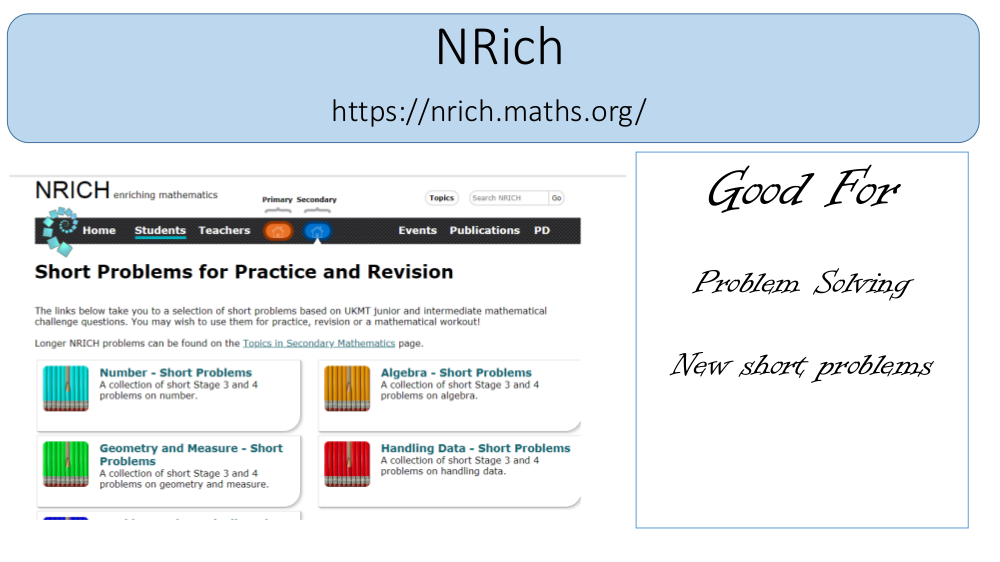 NRich
https://nrich.maths.org/
NRICH enriching mathematics
Primary Secondary
Topics Search NRICH Go
Home Students Teachers Events Publications PD
Short Problems for Practice and Revision
The links below take you to a selection of short problems based on UKMT junior and intermediate mathematical
challenge questions. You may wish to use them for practice, revision or a mathematical workout!
Longer NRICH problems can be found on the Topics in Secondary Mathematics page.
Number - Short Problems
A collection of short Stage 3 and 4
problems on number.
Algebra - Short Problems
A collection of short Stage 3 and 4
problems on algebra.
Geometry and Measure - Short
Problems
A collection of short Stage 3 and 4
problems on geometry and measure.
Handling Data - Short Problems
A collection of short Stage 3 and 4
problems on handling data.
Good For
Problem Solving
New short problems